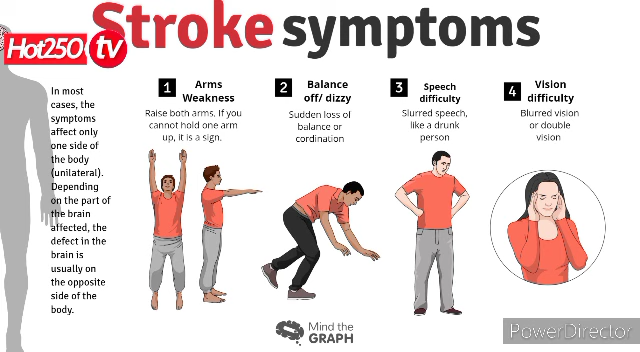 Stroke symptoms
Hot250 tv
In most
cases, the
symptoms
affect only
one side of
the body
(unilateral).
Depending
on the part of
the brain
affected, the
defect in the
brain is
usually on
the opposite
side of the
body.
1 Arms
Weakness
Raise both arms. If you
cannot hold one arm
up, it is a sign.
2 Balance
off/ dizzy
Sudden loss of
balance or
cordination
3 Speech
difficulty
Slurred speech,
like a drunk
person
4 Vision
difficulty
Blurred vision
or double
vision
Mind the
GRAPH
PowerDirector